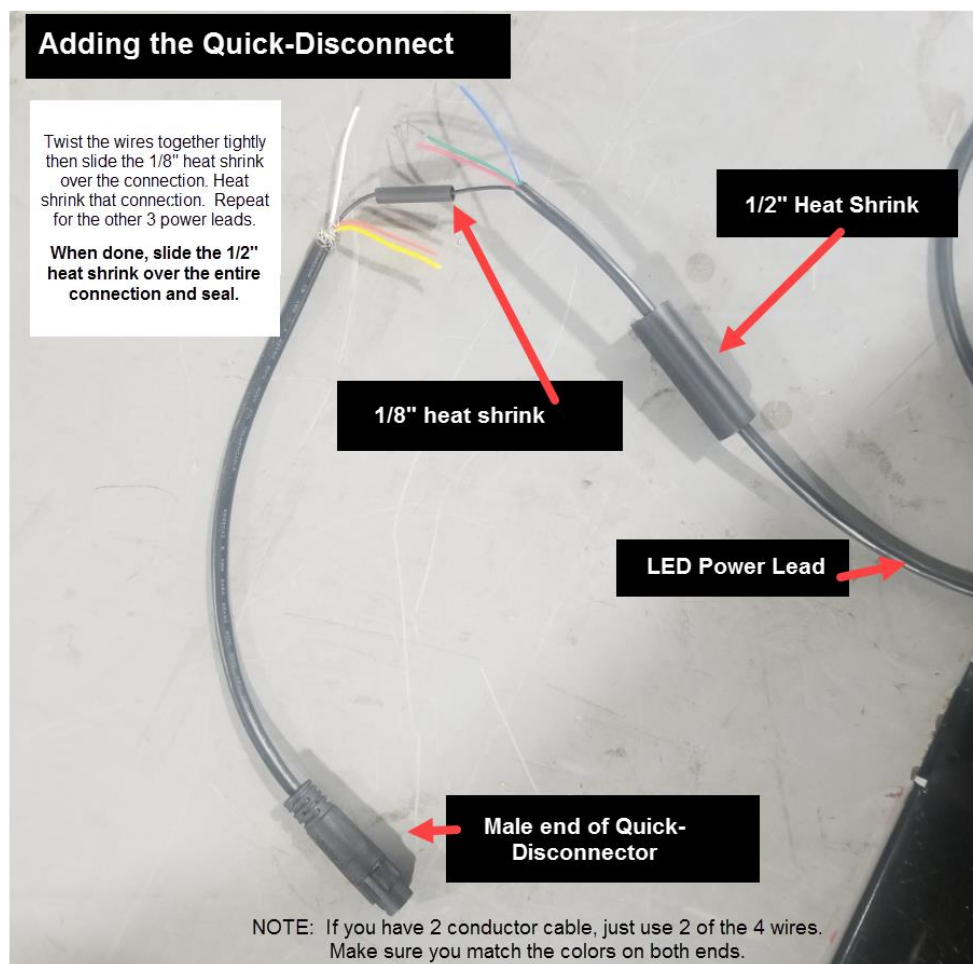 Adding the Quick-Disconnect
Twist the wires together tightly
then slide the 1/8" heat shrink
over the connection. Heat
shrink that connection.  Repeat
for the other 3 power leads.
When done, slide the 1/2"
heat shrink over the entire
connection and seal.
1/2" Heat Shrink
1/8" heat shrink
LED Power Lead
Male end of Quick-
Disconnector
NOTE:  If you have 2 conductor cable, just use 2 of the 4 wires.
Make sure you match the colors on both ends.